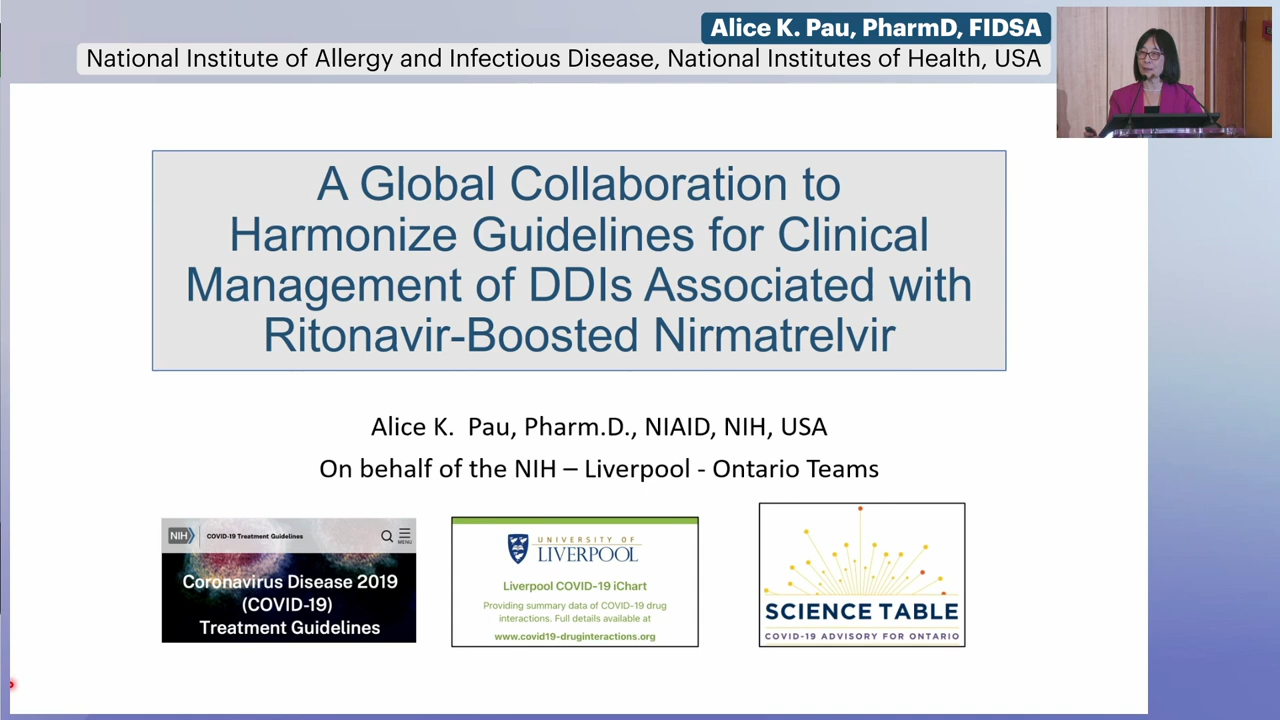 Alice K. Pau, PharmD, FIDSA
National Institute of Allergy and Infectious Disease, National Institutes of Health, USA
A Global Collaboration to
Harmonize Guidelines for Clinical
Management of DDIs Associated with
Ritonavir-Boosted Nirmatrelvir
Alice K. Pau, Pharm.D., NIAID, NIH, USA
On behalf of the NIH – Liverpool - Ontario Teams
NIH COVID-19 Treatment Guidelines
MENU
Coronavirus Disease 2019
(COVID-19)
Treatment Guidelines
UNIVERSITY OF
LIVERPOOL
Liverpool COVID-19 iChart
Providing summary data of COVID-19 drug
interactions. Full details available at
www.covid19-druginteractions.org
SCIENCE TABLE
COVID-19 ADVISORY FOR ONTARIO